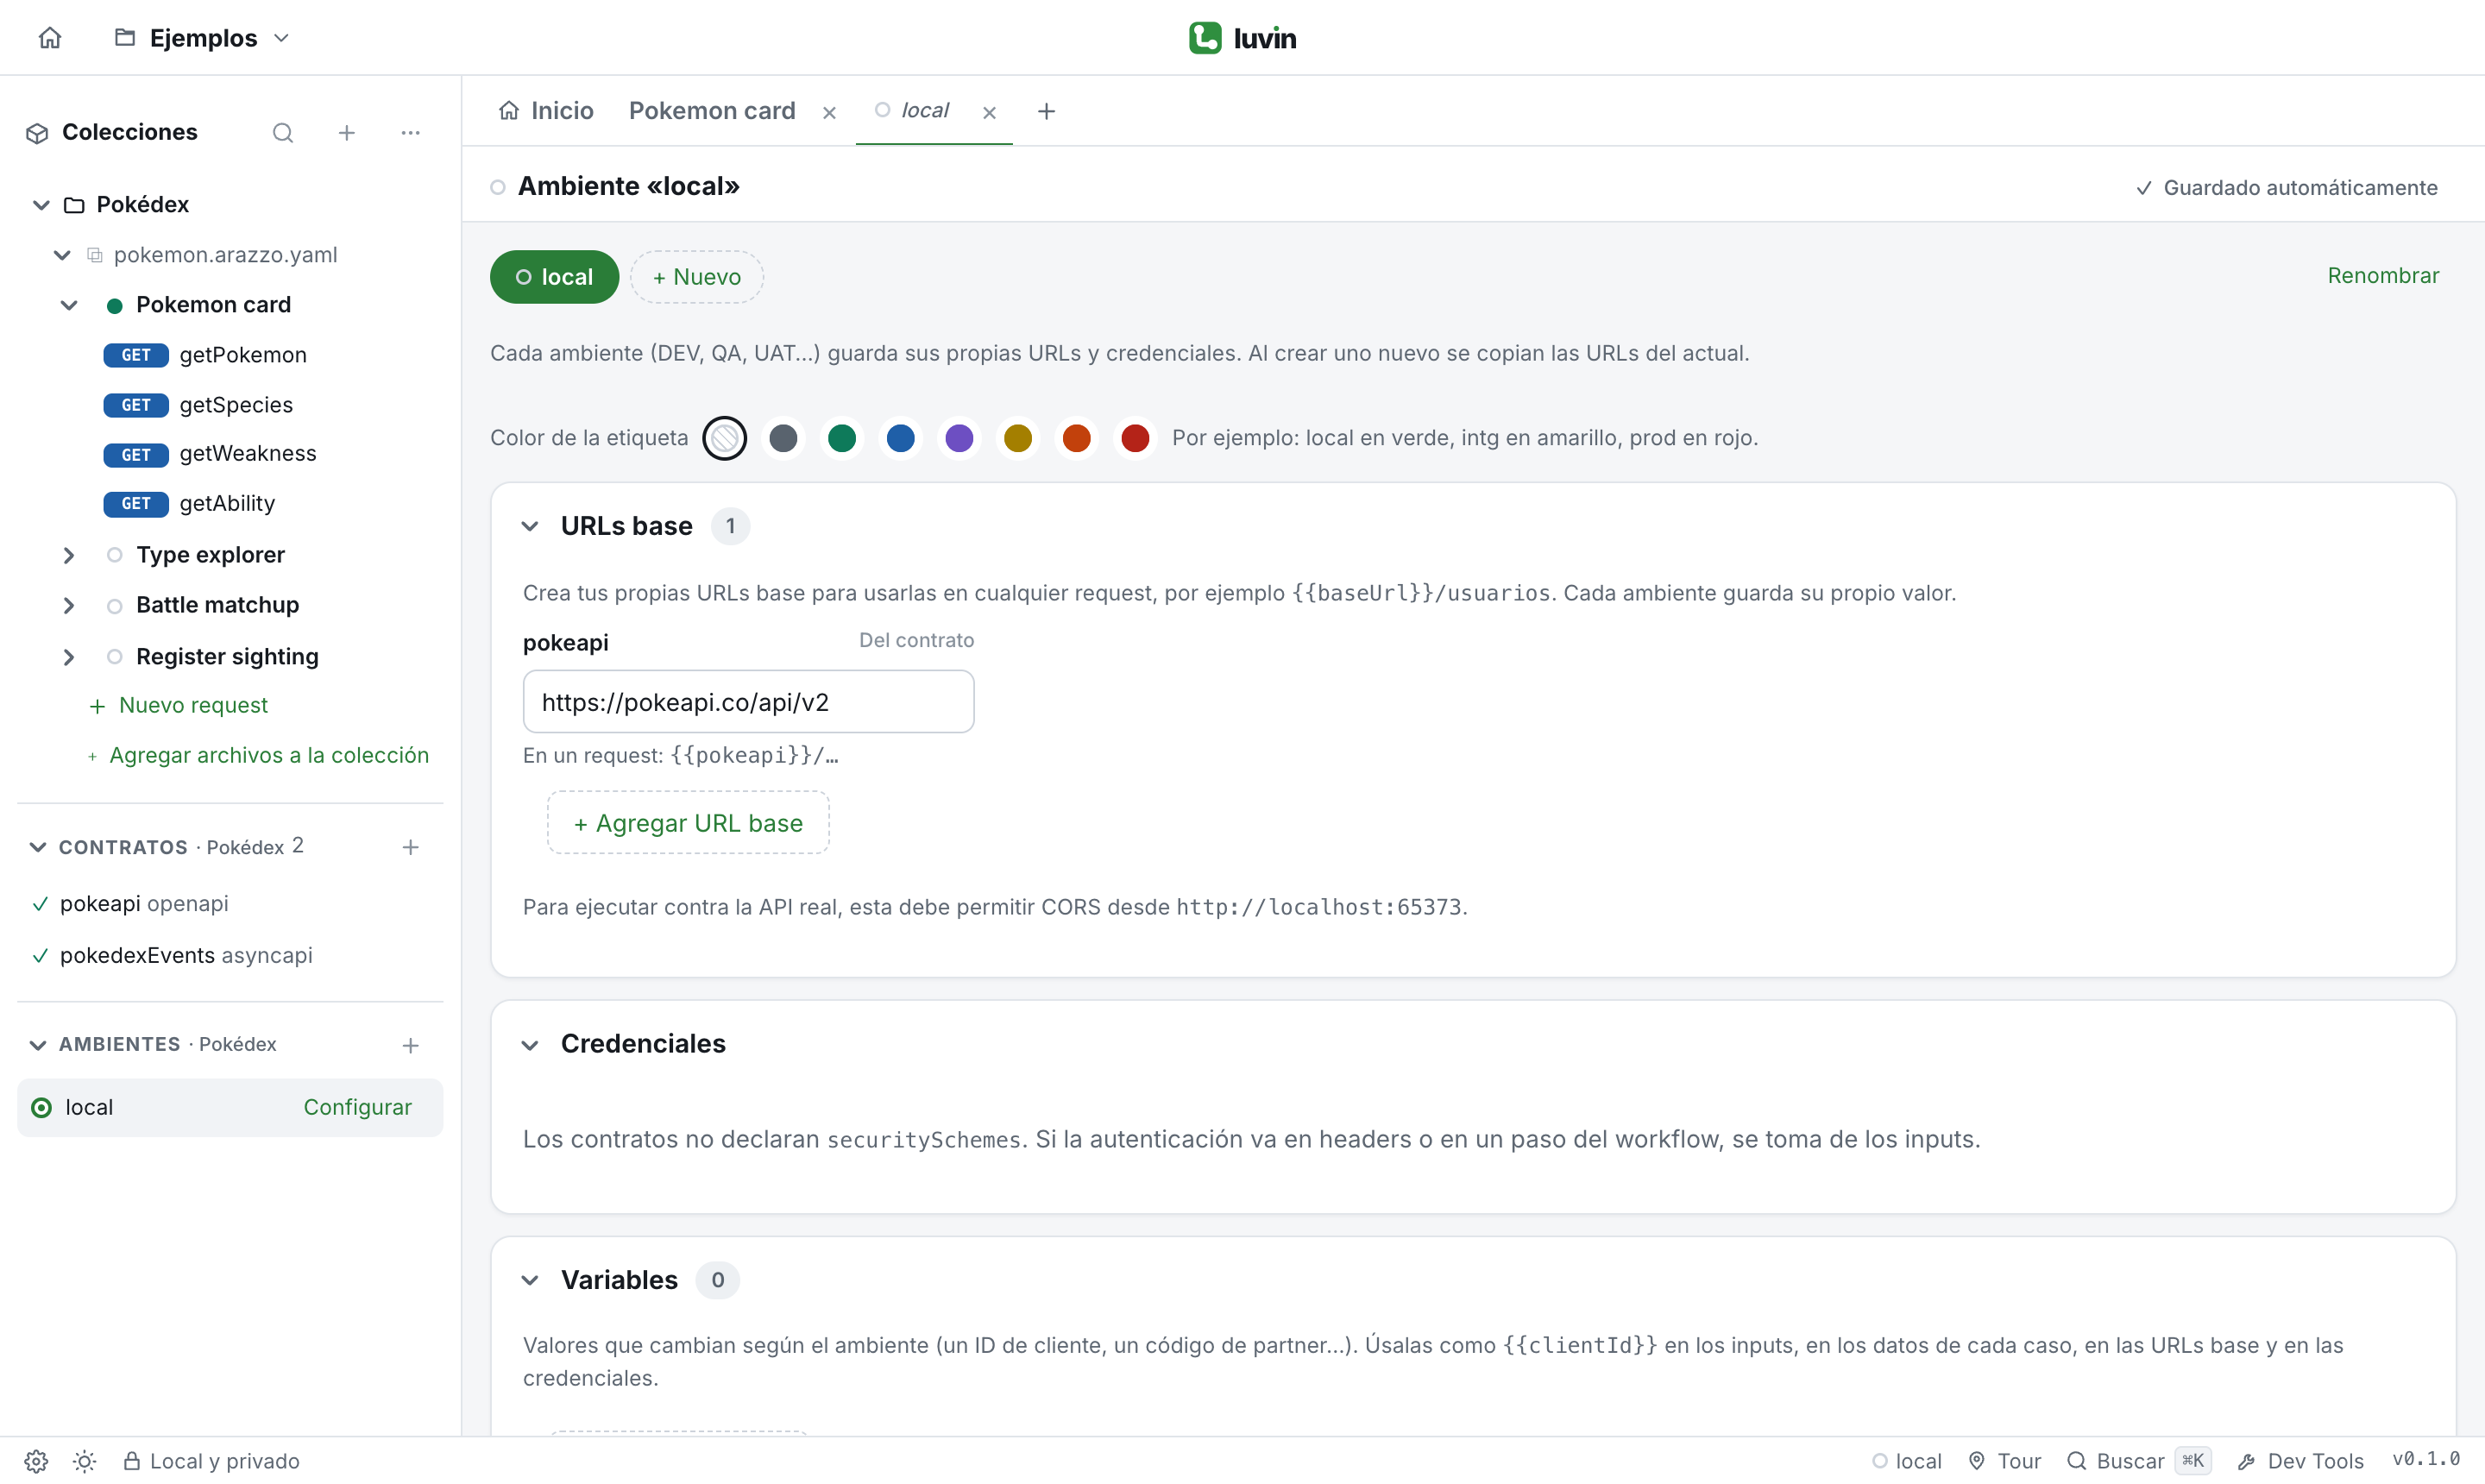 Ejemplos
luvin
Colecciones
Pokédex
pokemon.arazzo.yaml
Pokemon card
GET getPokemon
GET getSpecies
GET getWeakness
GET getAbility
Type explorer
Battle matchup
Register sighting
+ Nuevo request
+ Agregar archivos a la colección
CONTRATOS · Pokédex 2
pokeapi openapi
pokedexEvents asyncapi
AMBIENTES · Pokédex
local Configurar
Inicio Pokemon card local
Ambiente «local»
Guardado automáticamente
local + Nuevo
Renombrar
Cada ambiente (DEV, QA, UAT...) guarda sus propias URLs y credenciales. Al crear uno nuevo se copian las URLs del actual.
Color de la etiqueta
Por ejemplo: local en verde, intg en amarillo, prod en rojo.
URLs base 1
Crea tus propias URLs base para usarlas en cualquier request, por ejemplo {{baseUrl}}/usuarios. Cada ambiente guarda su propio valor.
pokeapi Del contrato
https://pokeapi.co/api/v2
En un request: {{pokeapi}}/…
+ Agregar URL base
Para ejecutar contra la API real, esta debe permitir CORS desde http://localhost:65373.
Credenciales
Los contratos no declaran securitySchemes. Si la autenticación va en headers o en un paso del workflow, se toma de los inputs.
Variables 0
Valores que cambian según el ambiente (un ID de cliente, un código de partner...). Úsalas como {{clientId}} en los inputs, en los datos de cada caso, en las URLs base y en las
credenciales.
Local y privado
local Tour Buscar ⌘K Dev Tools v0.1.0